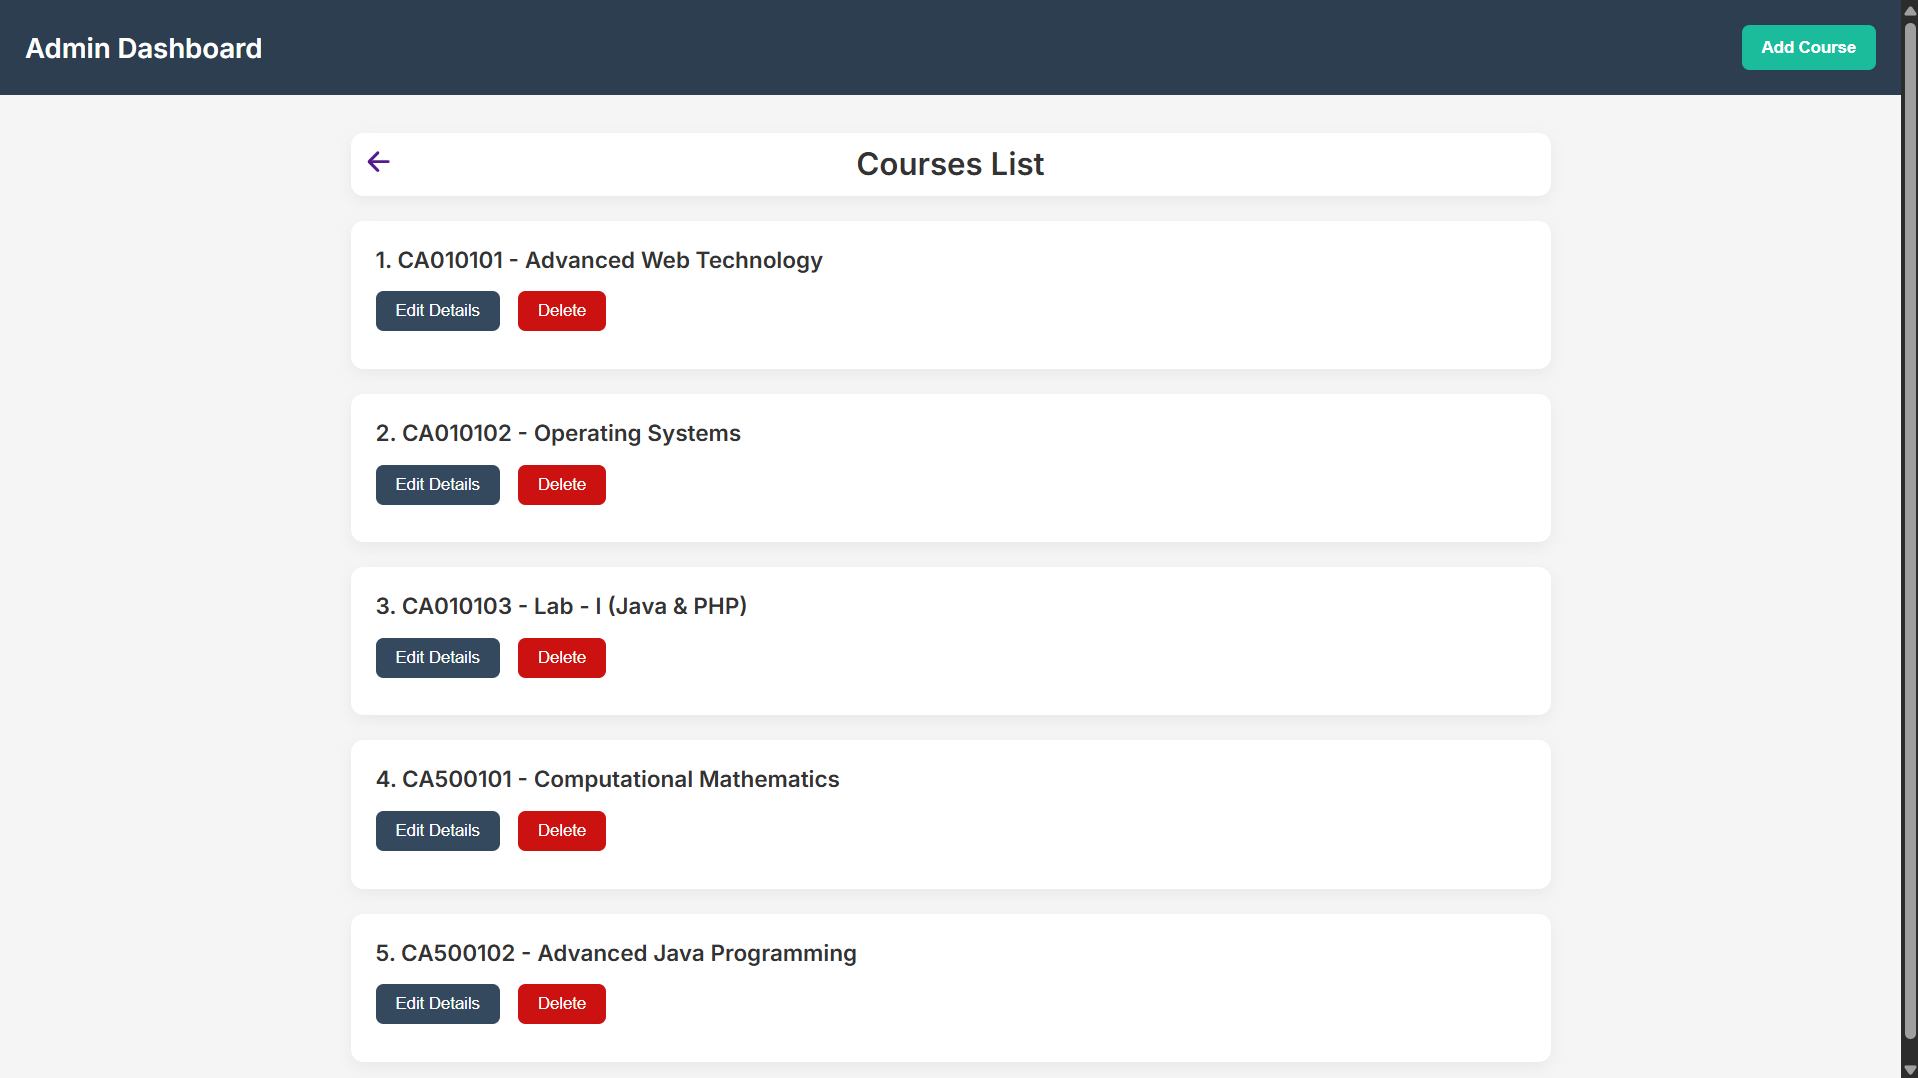 Admin Dashboard
Add Course
Courses List
1. CA010101 - Advanced Web Technology
Edit Details Delete
2. CA010102 - Operating Systems
Edit Details Delete
3. CA010103 - Lab - I (Java & PHP)
Edit Details Delete
4. CA500101 - Computational Mathematics
Edit Details Delete
5. CA500102 - Advanced Java Programming
Edit Details Delete